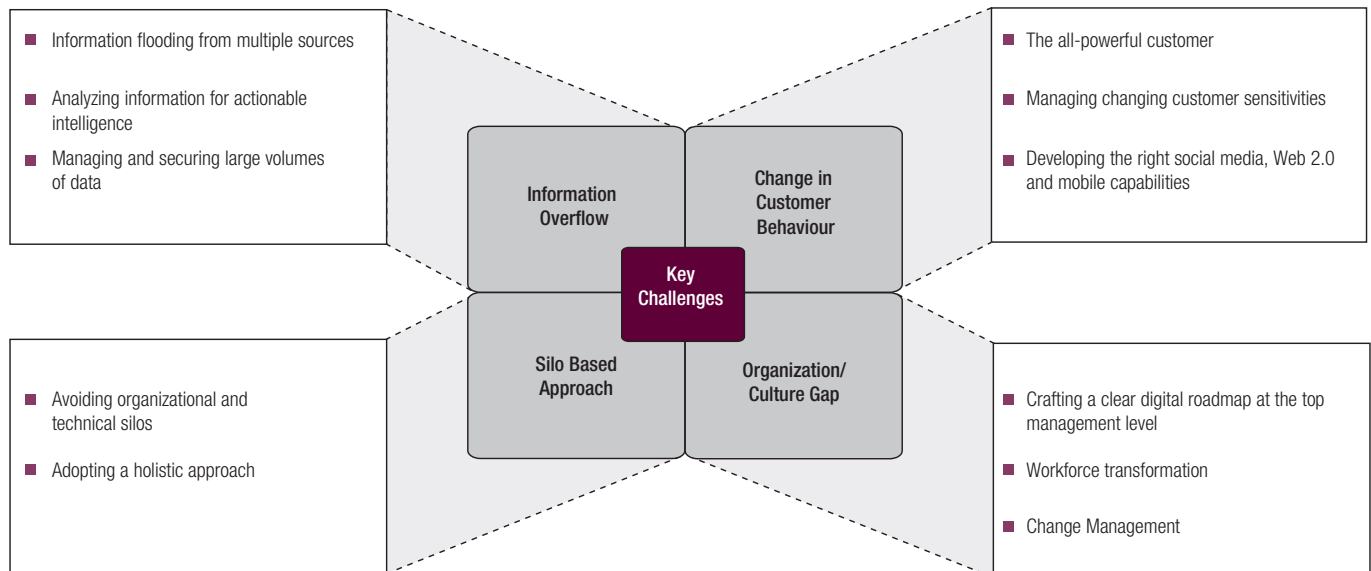 Information flooding from multiple sources
Analyzing information for actionable
intelligence
Managing and securing large volumes
of data
The all-powerful customer
Managing changing customer sensitivities
Developing the right social media, Web 2.0
and mobile capabilities
Information
Overflow
Change in
Customer
Behaviour
Key
Challenges
Silo Based
Approach
Organization/
Culture Gap
Avoiding organizational and
technical silos
Adopting a holistic approach
Crafting a clear digital roadmap at the top
management level
Workforce transformation
Change Management